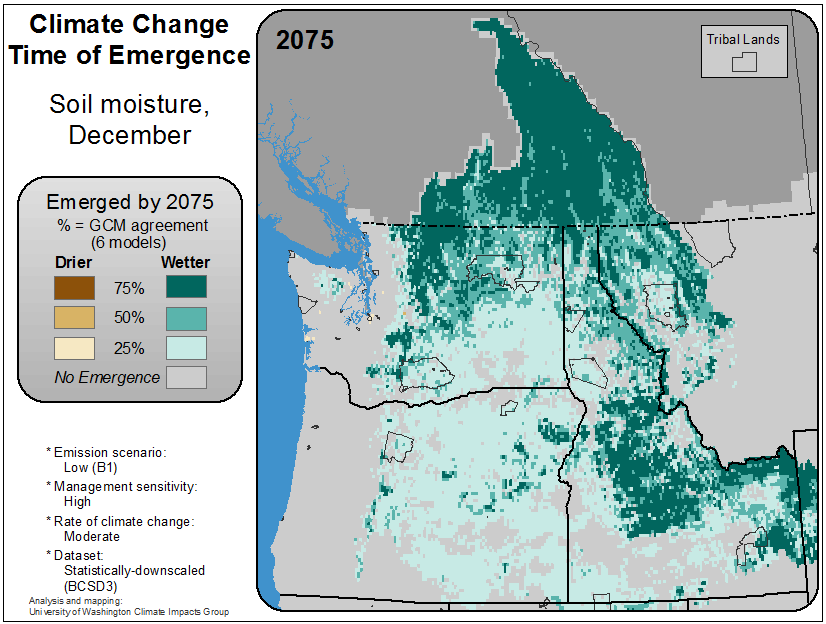 Climate Change
Time of Emergence
Soil moisture,
December
Emerged by 2075
% = GCM agreement
(6 models)
Drier Wetter
75%
50%
25%
No Emergence
* Emission scenario:
Low (B1)
* Management sensitivity:
High
* Rate of climate change:
Moderate
* Dataset:
Statistically-downscaled
(BCSD3)
Analysis and mapping:
University of Washington Climate Impacts Group
2075
Tribal Lands